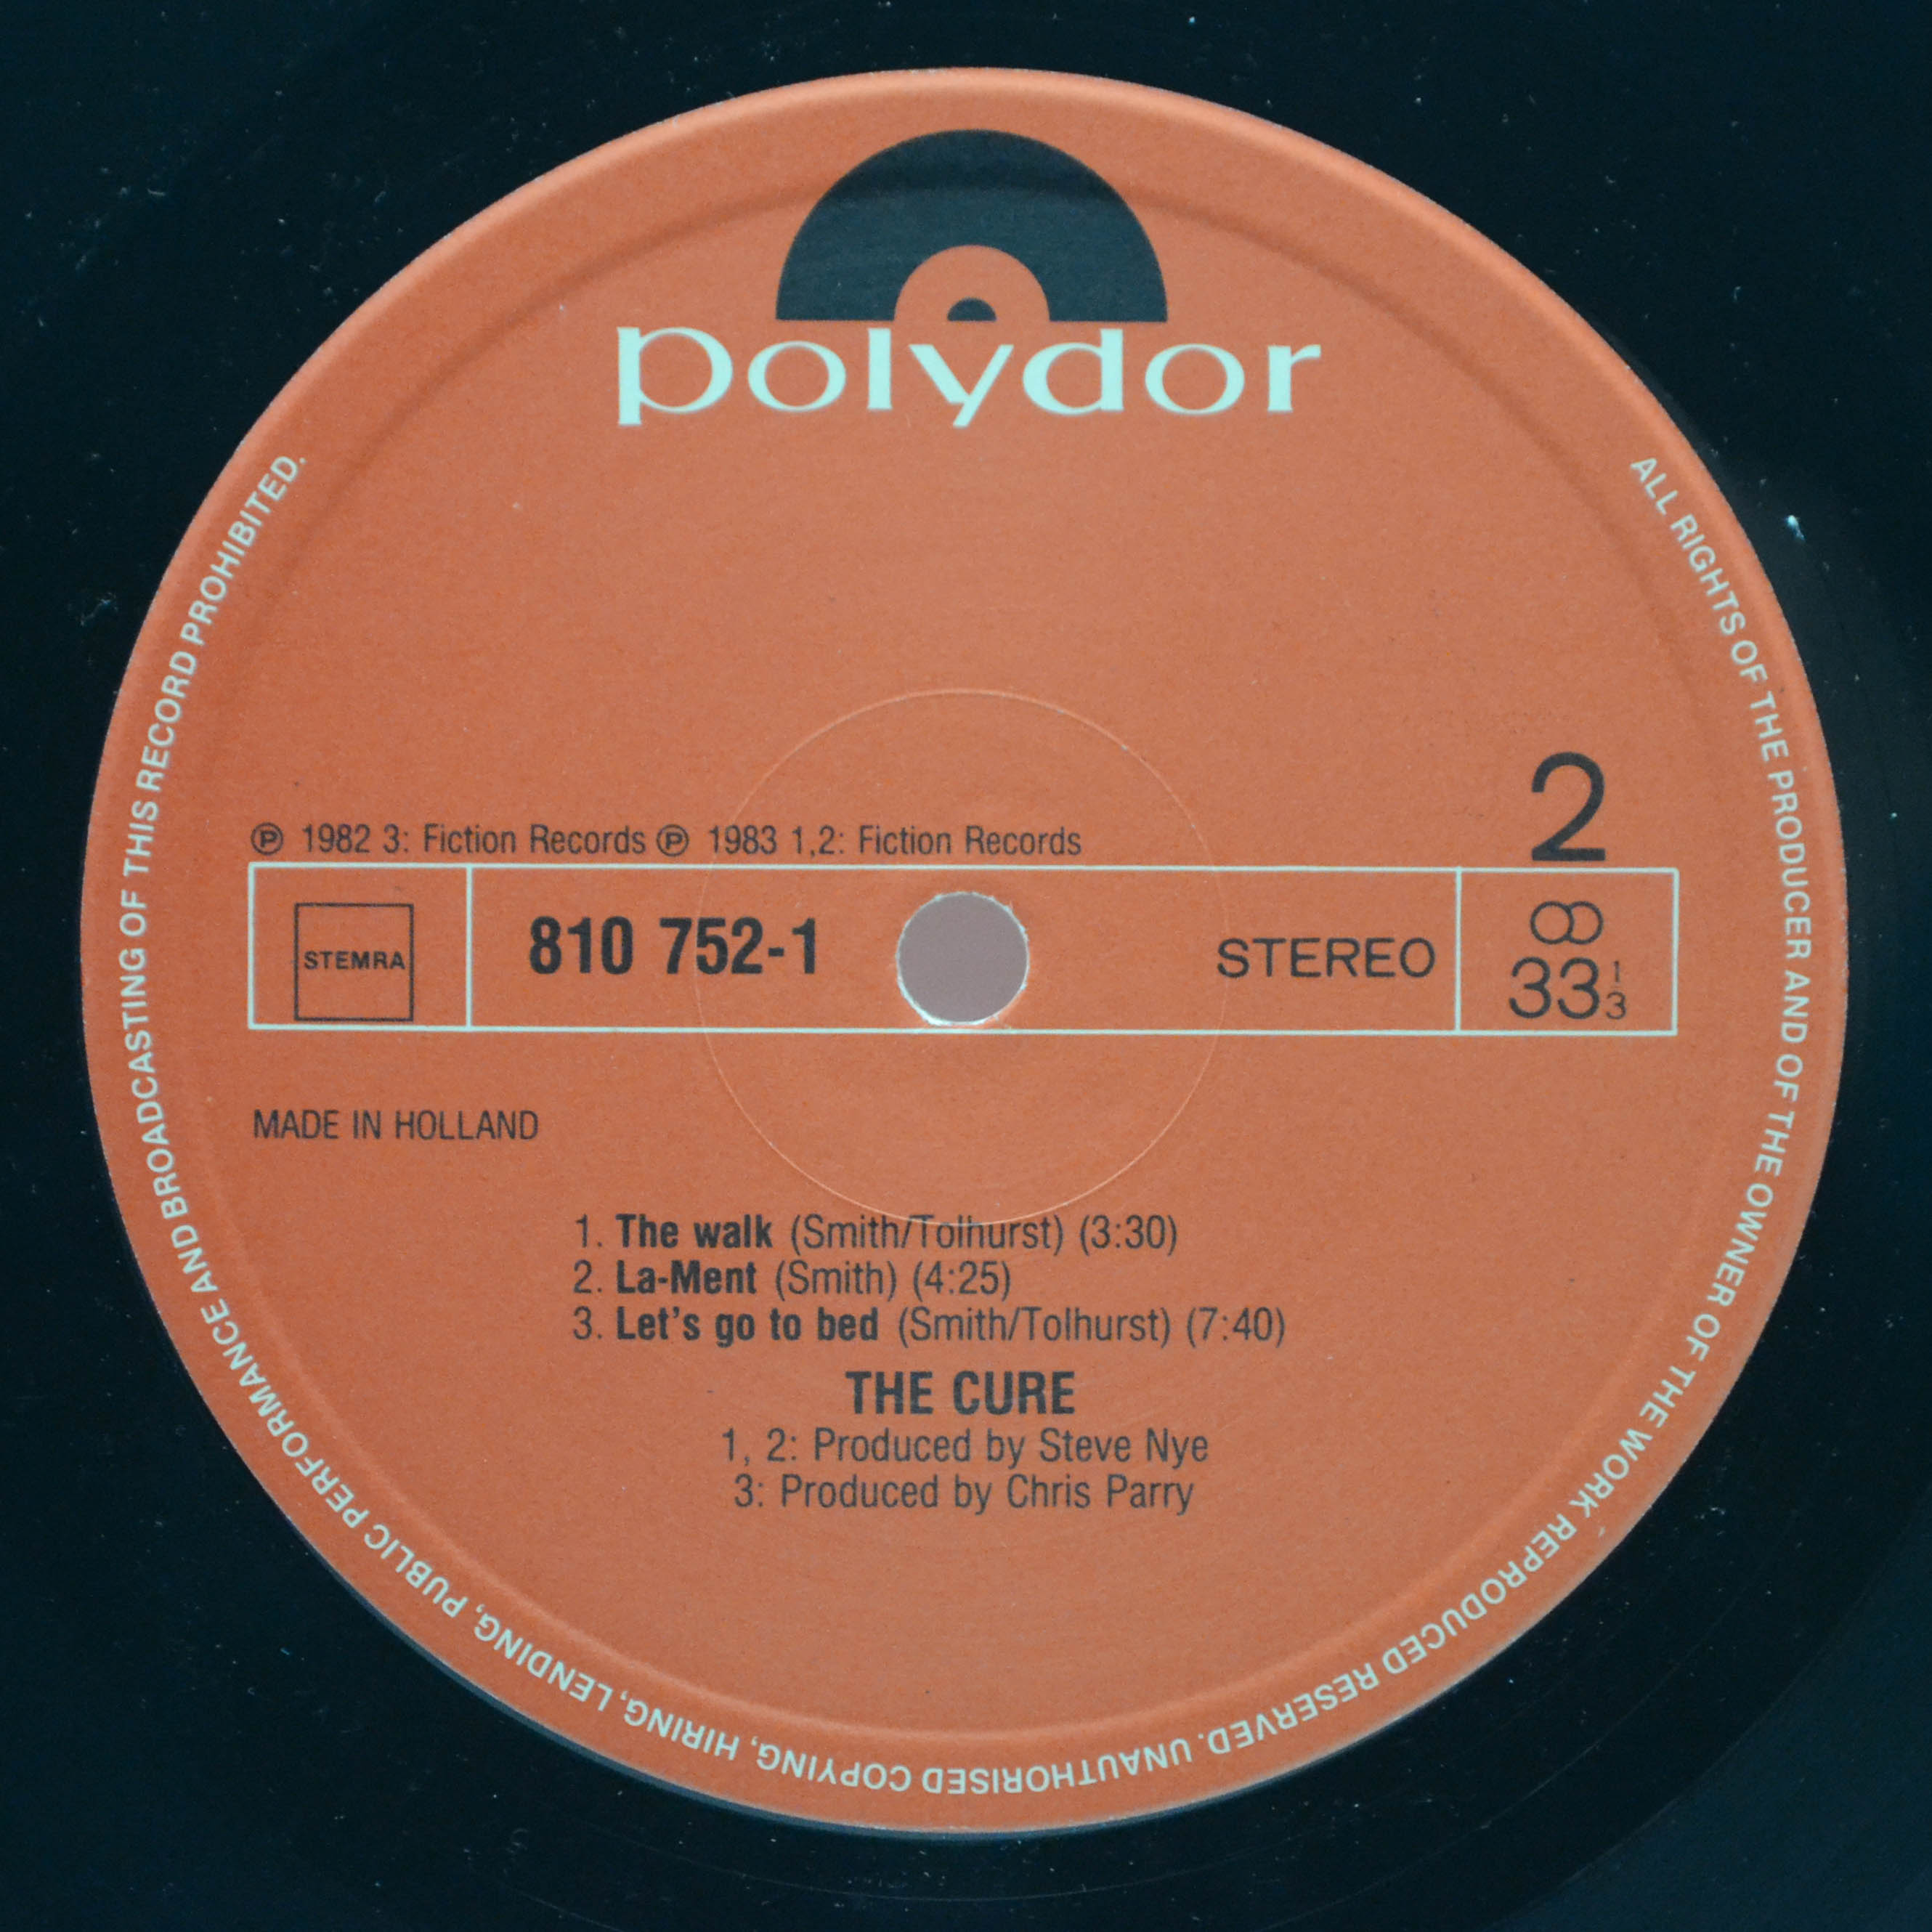 polydor
℗ 1982 3: Fiction Records ℗ 1983 1,2: Fiction Records
2
STEMRA
810 752-1
STEREO
33 1/3
MADE IN HOLLAND
1. The walk (Smith/Tolhurst) (3:30)
2. La-Ment (Smith) (4:25)
3. Let's go to bed (Smith/Tolhurst) (7:40)
THE CURE
1, 2: Produced by Steve Nye
3: Produced by Chris Parry
ALL RIGHTS OF THE PRODUCER AND OF THE OWNER OF THE WORK REPRODUCED RESERVED. UNAUTHORISED COPYING, HIRING, LENDING, PUBLIC PERFORMANCE AND BROADCASTING OF THIS RECORD PROHIBITED.